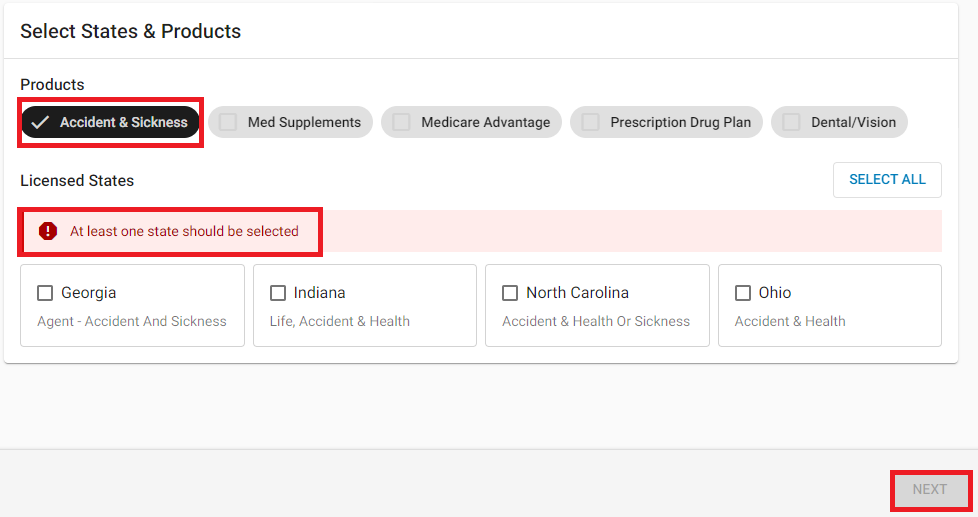 Select States & Products
Products
Accident & Sickness Med Supplements Medicare Advantage Prescription Drug Plan Dental/Vision
Licensed States SELECT ALL
At least one state should be selected
Georgia Indiana North Carolina Ohio
Agent - Accident And Sickness Life, Accident & Health Accident & Health Or Sickness Accident & Health
NEXT